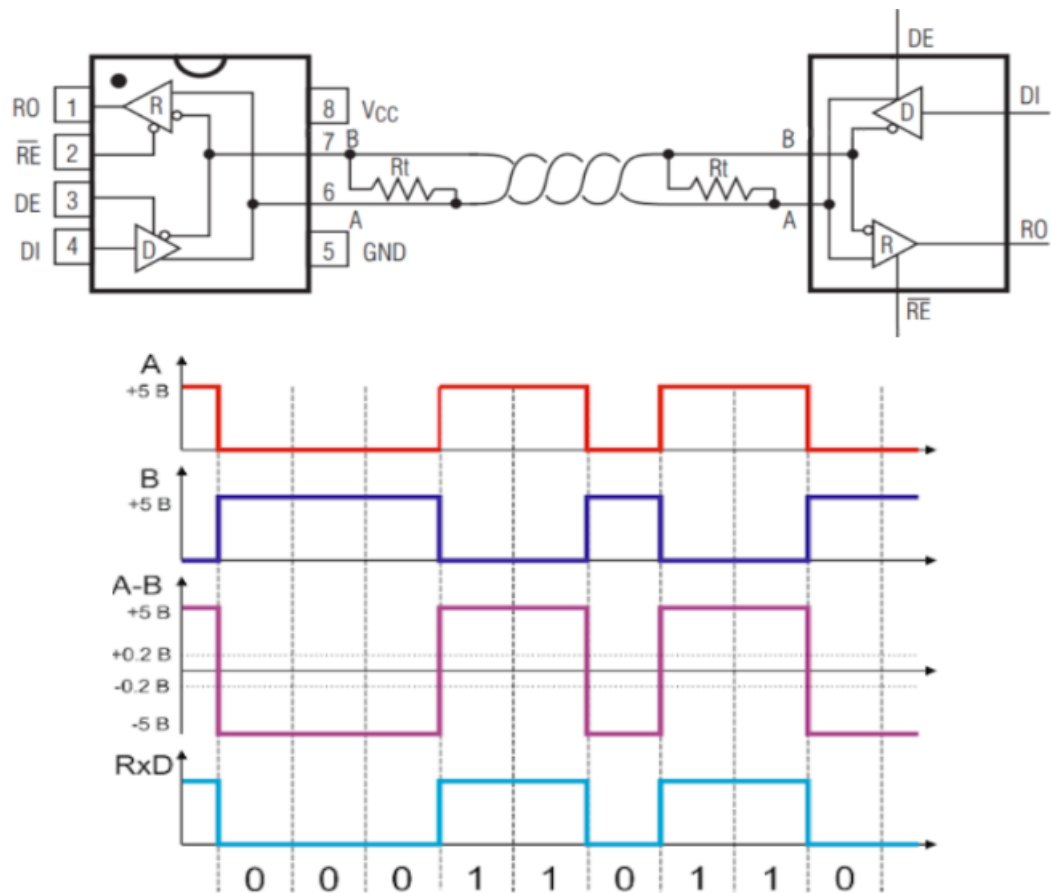 DE
RO 1
R
8 VCC
D
DI
RE 2
7 B
B
Rt
Rt
DE 3
6
A
A
DI 4
D
5 GND
R
RO
RE
A
+5 В
B
+5 В
A-B
+5 В
+0.2 В
-0.2 В
-5 В
RxD
0 0 0 1 1 0 1 1 0